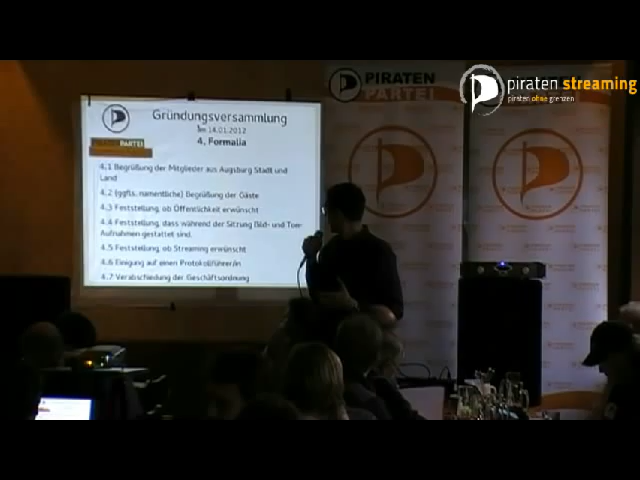 piraten streaming
piraten ohne grenzen
PIRATEN
PARTEI
Gründungsversammlung
am 14.01.2012
4. Formalia
PIRATENPARTEI
4.1 Begrüßung der Mitglieder aus Augsburg Stadt und
Land
4.2 (ggfls. namentliche) Begrüßung der Gäste
4.3 Feststellung, ob Öffentlichkeit erwünscht
4.4 Feststellung, dass während der Sitzung Bild- und Ton-
Aufnahmen gestattet sind.
4.5 Feststellung, ob Streaming erwünscht
4.6 Einigung auf einen Protokollführer/in
4.7 Verabschiedung der Geschäftsordnung